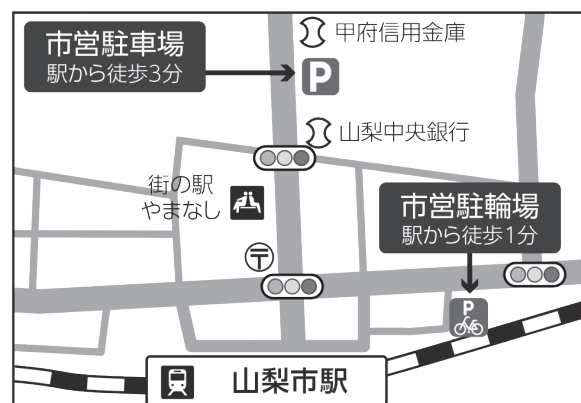 甲府信用金庫
市営駐車場
駅から徒歩3分
P
山梨中央銀行
街の駅
やまなし
市営駐輪場
駅から徒歩1分
〒
P
山梨市駅